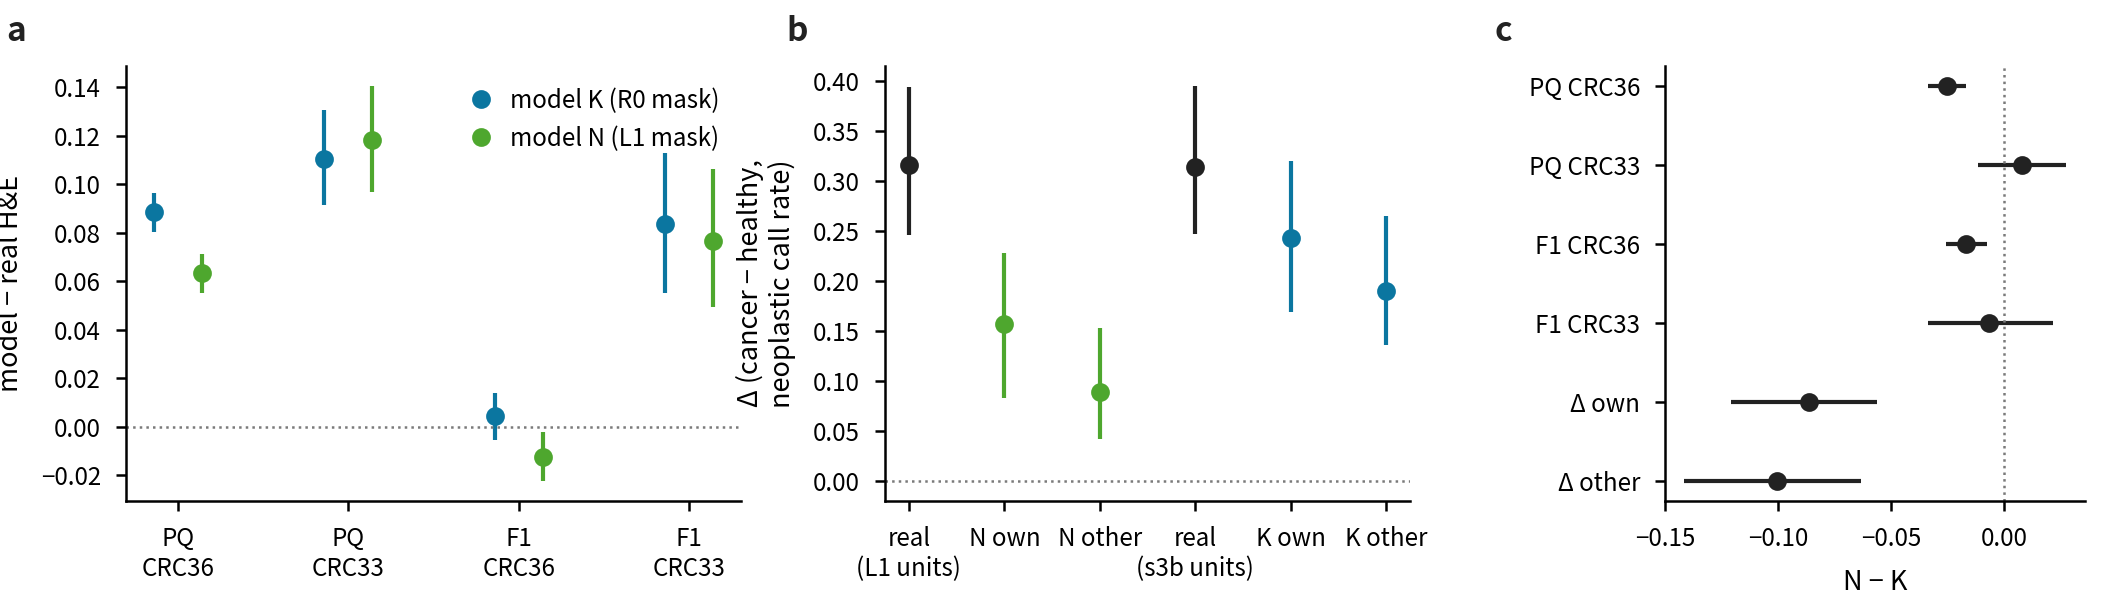 a
model − real H&E
0.14
0.12
0.10
0.08
0.06
0.04
0.02
0.00
−0.02
model K (R0 mask)
model N (L1 mask)
PQ
CRC36
PQ
CRC33
F1
CRC36
F1
CRC33
b
Δ (cancer − healthy,
neoplastic call rate)
0.40
0.35
0.30
0.25
0.20
0.15
0.10
0.05
0.00
real
(L1 units)
N own
N other
real
(s3b units)
K own
K other
c
PQ CRC36
PQ CRC33
F1 CRC36
F1 CRC33
Δ own
Δ other
−0.15
−0.10
−0.05
0.00
N − K